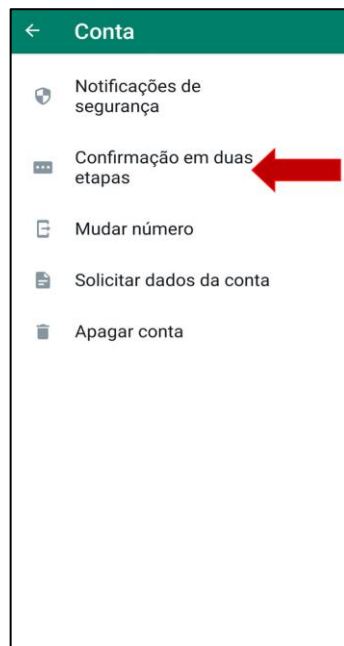 Conta
Notificações de
segurança
Confirmação em duas
etapas
Mudar número
Solicitar dados da conta
Apagar conta